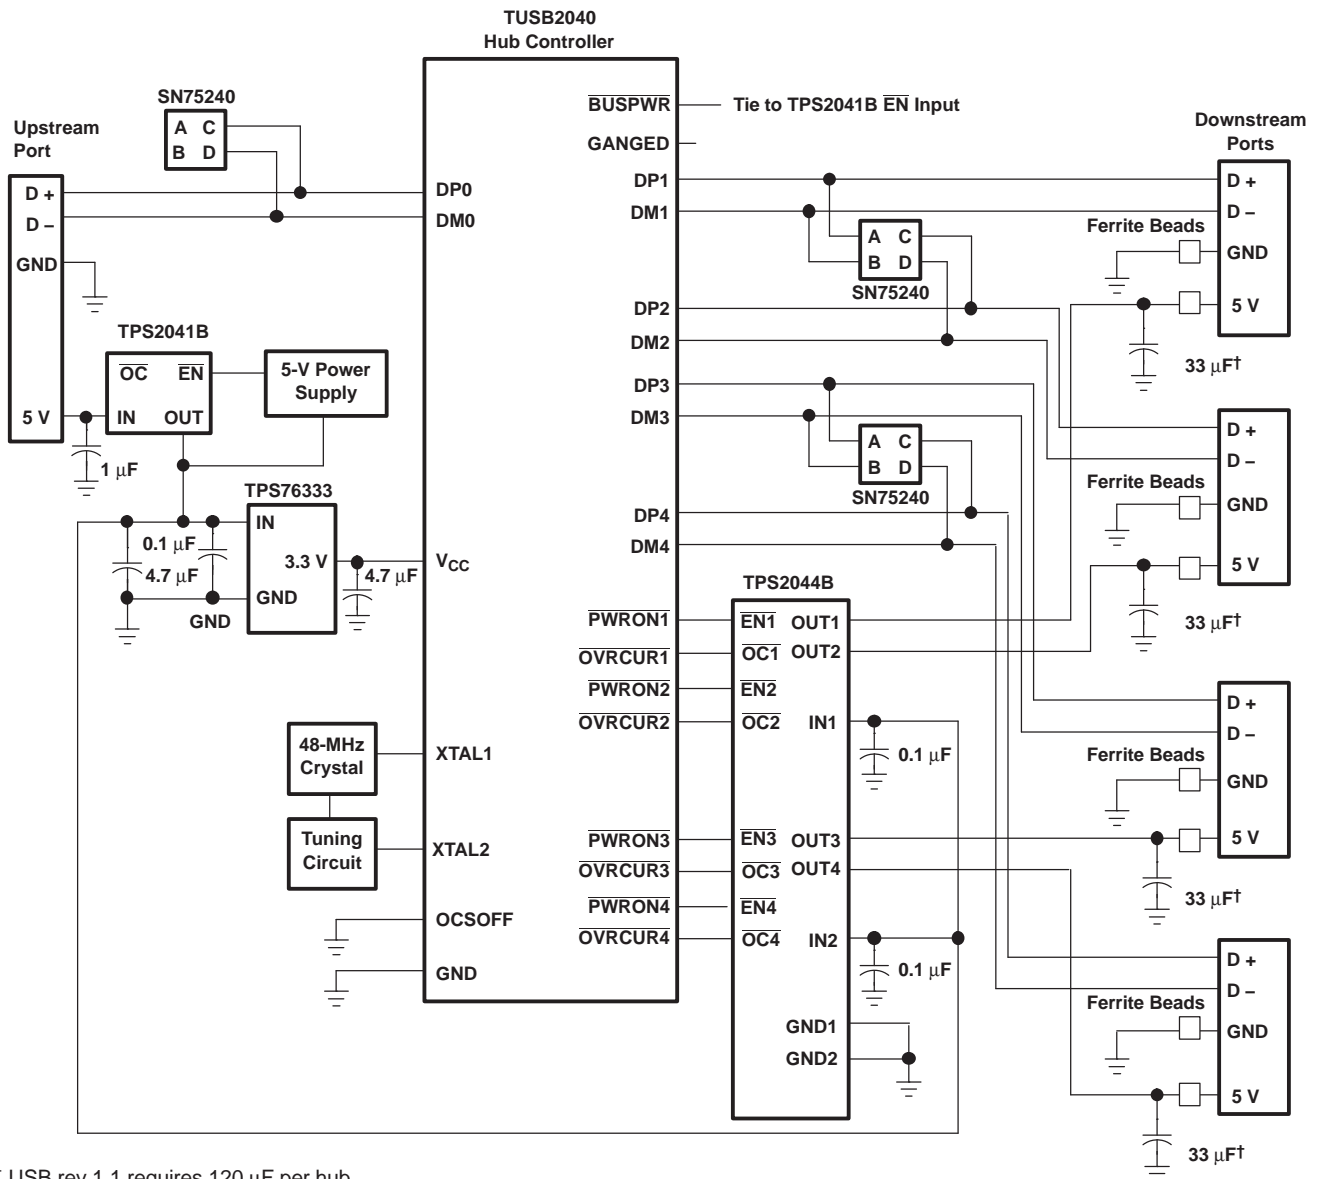 TUSB2040
Hub Controller
SN75240
A C
B D
Upstream
Port
D +
D –
GND
5 V
TPS2041B
OC EN
IN OUT
5-V Power
Supply
1 µF
TPS76333
IN
3.3 V
GND
0.1 µF
4.7 µF
GND
4.7 µF
48-MHz
Crystal
Tuning
Circuit
DP0
DM0
VCC
XTAL1
XTAL2
OCSOFF
GND
BUSPWR
GANGED
DP1
DM1
DP2
DM2
DP3
DM3
DP4
DM4
PWRON1
OVRCUR1
PWRON2
OVRCUR2
PWRON3
OVRCUR3
PWRON4
OVRCUR4
Tie to TPS2041B EN Input
A C
B D
SN75240
A C
B D
SN75240
TPS2044B
EN1 OUT1
OC1 OUT2
EN2
OC2 IN1
EN3 OUT3
OC3 OUT4
EN4
OC4 IN2
GND1
GND2
0.1 µF
0.1 µF
Downstream
Ports
D +
D –
Ferrite Beads
GND
5 V
33 µF†
D +
D –
Ferrite Beads
GND
5 V
33 µF†
D +
D –
Ferrite Beads
GND
5 V
33 µF†
D +
D –
Ferrite Beads
GND
5 V
33 µF†
USB rev 1.1 requires 120 µF per hub